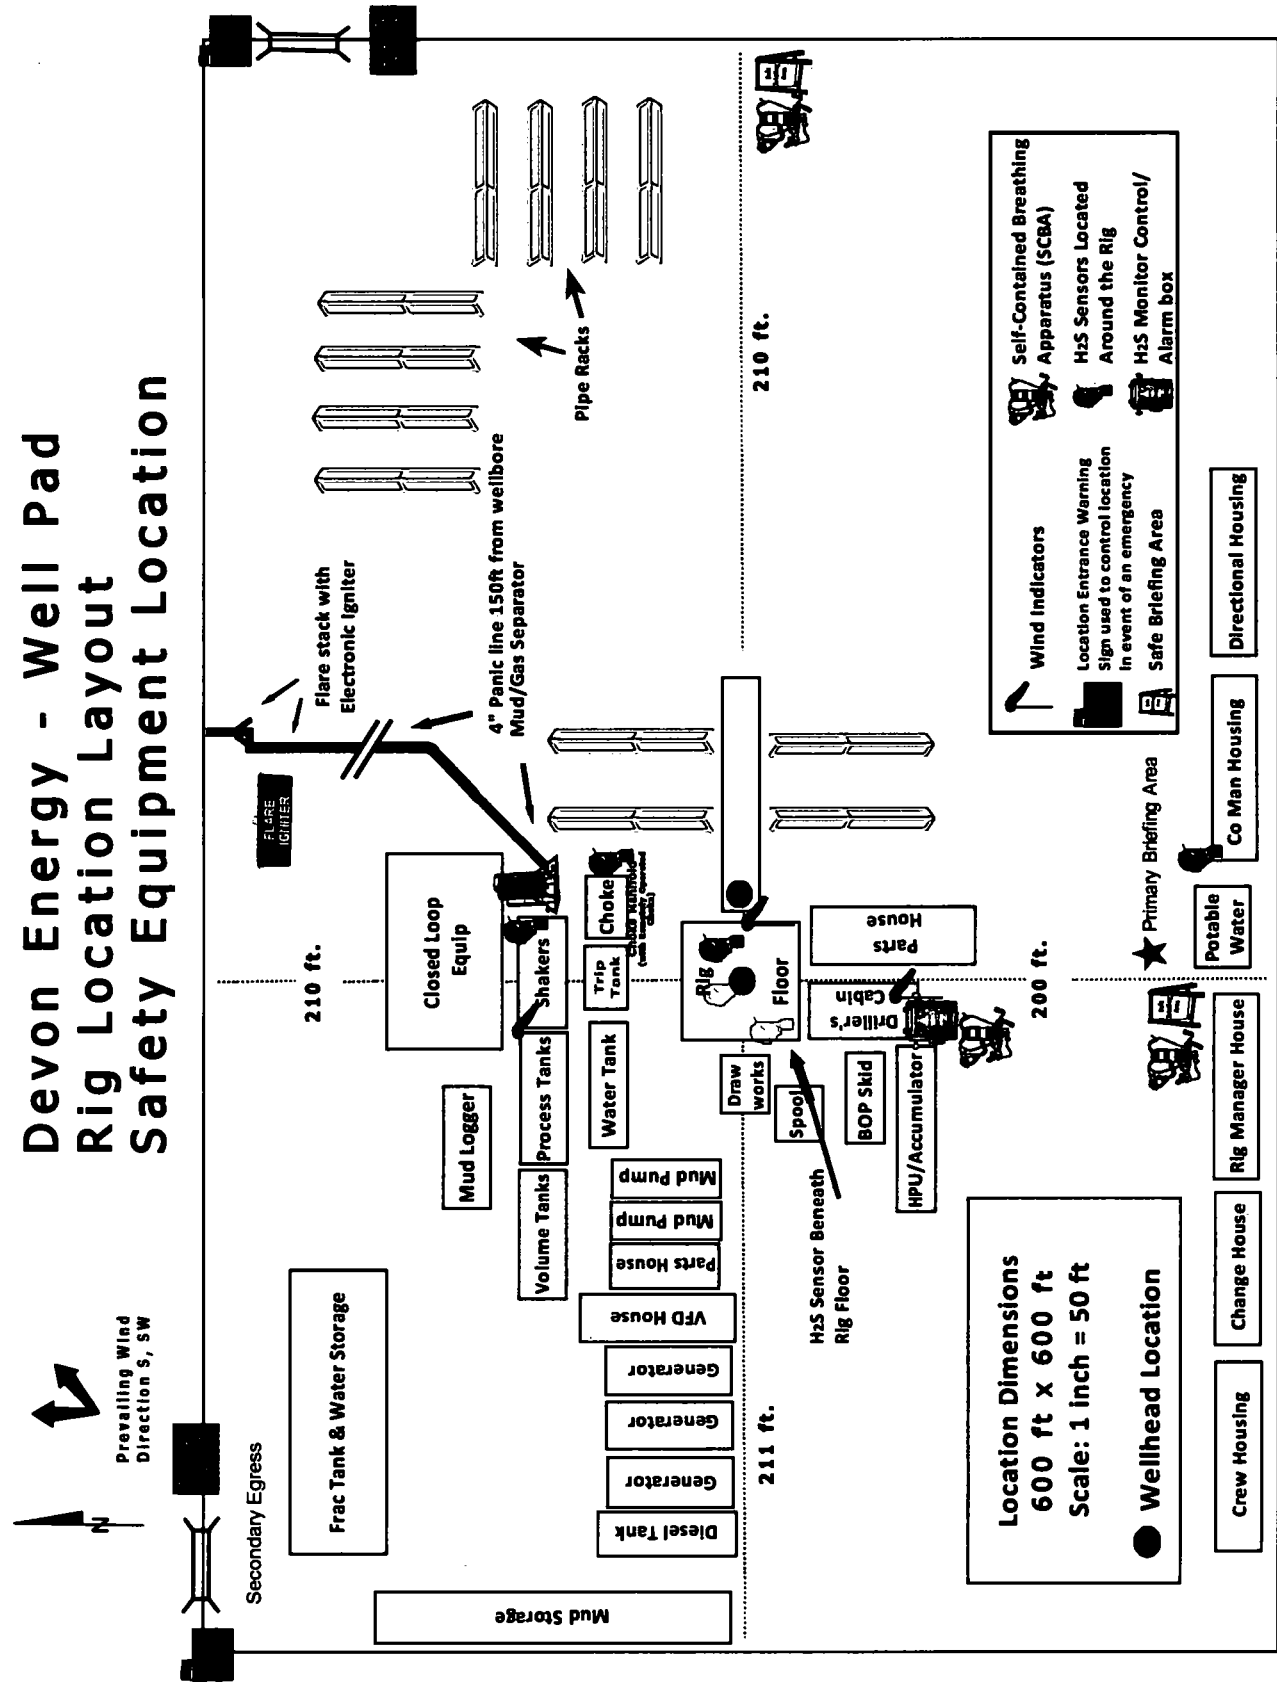 Devon Energy - Well Pad
Rig Location Layout
Safety Equipment Location
Prevailing Wind
Direction S, SW
N
Secondary Egress
Frac Tank & Water Storage
Mud Storage
FLARE
IGNITER
Flare stack with
Electronic Igniter
4" Panic line 150ft from wellbore
Mud/Gas Separator
Pipe Racks
210 ft.
Closed Loop
Equip
Mud Logger
Volume Tanks
Process Tanks
Shakers
Water Tank
Trip
Tank
Choke
Choke Manifold
(with Remotely Operated
Choke)
Diesel Tank
Generator
Generator
Generator
VFD House
Parts House
Mud Pump
Mud Pump
211 ft.
210 ft.
Draw
works
Rig
Floor
Spool
H2S Sensor Beneath
Rig Floor
BOP Skid
HPU/Accumulator
Driller's
Cabin
Parts
House
200 ft.
Location Dimensions
600 ft x 600 ft
Scale: 1 inch = 50 ft
Wellhead Location
Wind Indicators
Location Entrance Warning
Sign used to control location
in event of an emergency
Safe Briefing Area
Self-Contained Breathing
Apparatus (SCBA)
H2S Sensors Located
Around the Rig
H2S Monitor Control/
Alarm box
Primary Briefing Area
Crew Housing
Change House
Rig Manager House
Potable
Water
Co Man Housing
Directional Housing